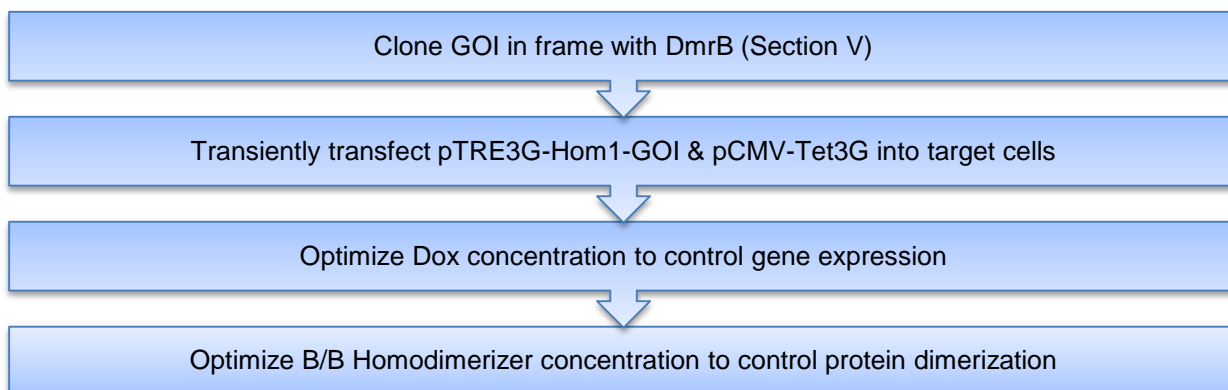 Clone GOI in frame with DmrB (Section V)
Transiently transfect pTRE3G-Hom1-GOI & pCMV-Tet3G into target cells
Optimize Dox concentration to control gene expression
Optimize B/B Homodimerizer concentration to control protein dimerization